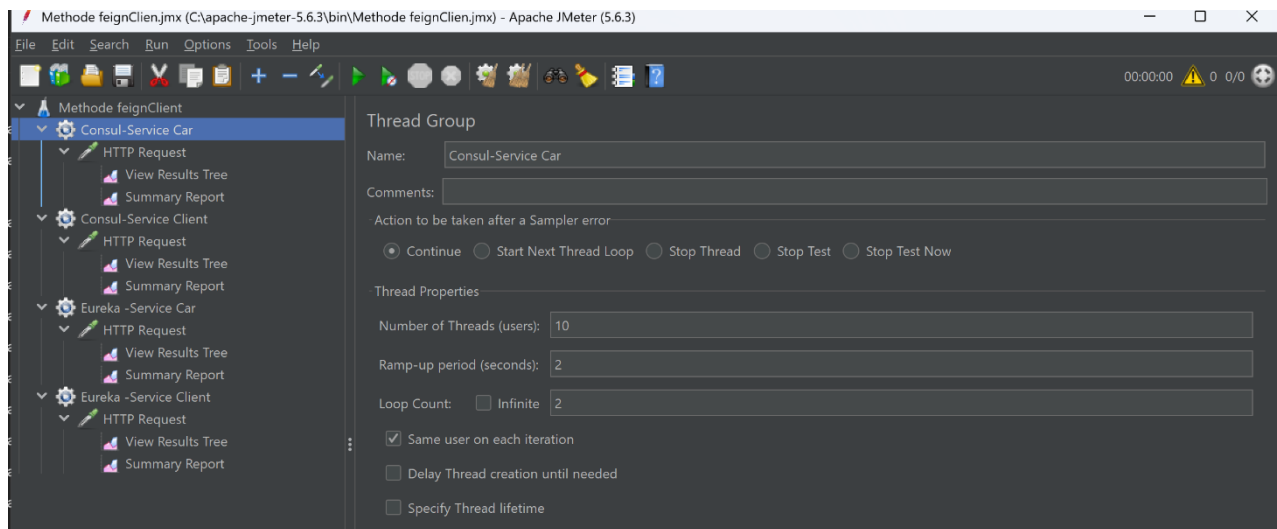 Methode feignClien.jmx (C:\apache-jmeter-5.6.3\bin\Methode feignClien.jmx) - Apache JMeter (5.6.3)
File Edit Search Run Options Tools Help
00:00:00 0 0/0
Methode feignClient
Consul-Service Car
HTTP Request
View Results Tree
Summary Report
Consul-Service Client
HTTP Request
View Results Tree
Summary Report
Eureka -Service Car
HTTP Request
View Results Tree
Summary Report
Eureka -Service Client
HTTP Request
View Results Tree
Summary Report
Thread Group
Name: Consul-Service Car
Comments:
Action to be taken after a Sampler error
Continue Start Next Thread Loop Stop Thread Stop Test Stop Test Now
Thread Properties
Number of Threads (users): 10
Ramp-up period (seconds): 2
Loop Count: Infinite 2
Same user on each iteration
Delay Thread creation until needed
Specify Thread lifetime